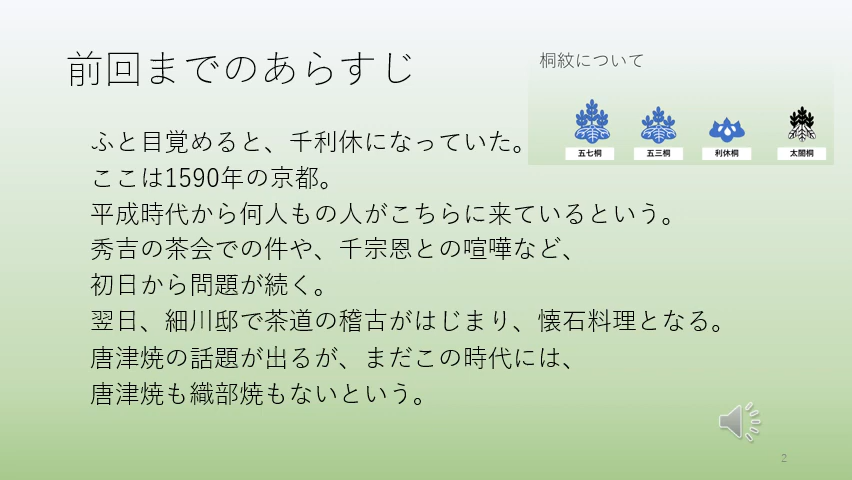 前回までのあらすじ
桐紋について
五七桐
五三桐
利休桐
太閤桐
ふと目覚めると、千利休になっていた。
ここは1590年の京都。
平成時代から何人もの人がこちらに来ているという。
秀吉の茶会での件や、千宗恩との喧嘩など、
初日から問題が続く。
翌日、細川邸で茶道の稽古がはじまり、懐石料理となる。
唐津焼の話題が出るが、まだこの時代には、
唐津焼も織部焼もないという。
2